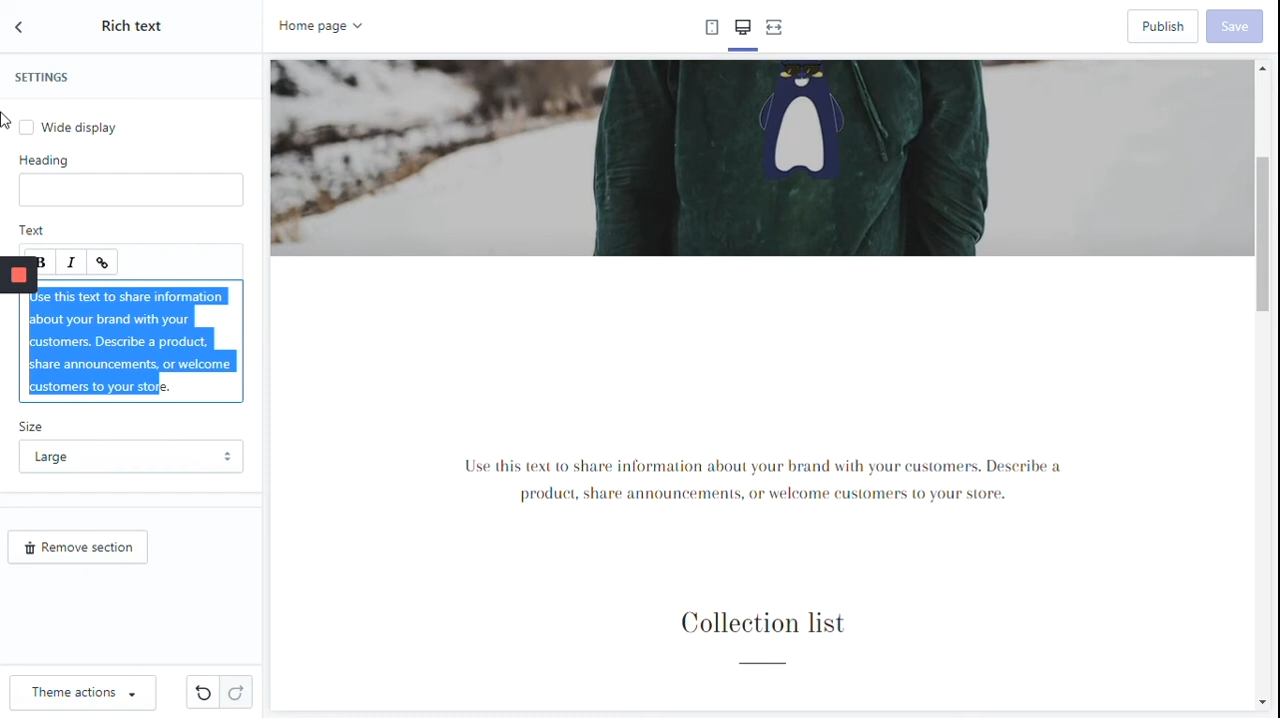 Rich text
Home page
Publish
Save
SETTINGS
Wide display
Heading
Text
B I
Use this text to share information
about your brand with your
customers. Describe a product,
share announcements, or welcome
customers to your store.
Size
Large
Remove section
Theme actions
Use this text to share information about your brand with your customers. Describe a
product, share announcements, or welcome customers to your store.
Collection list